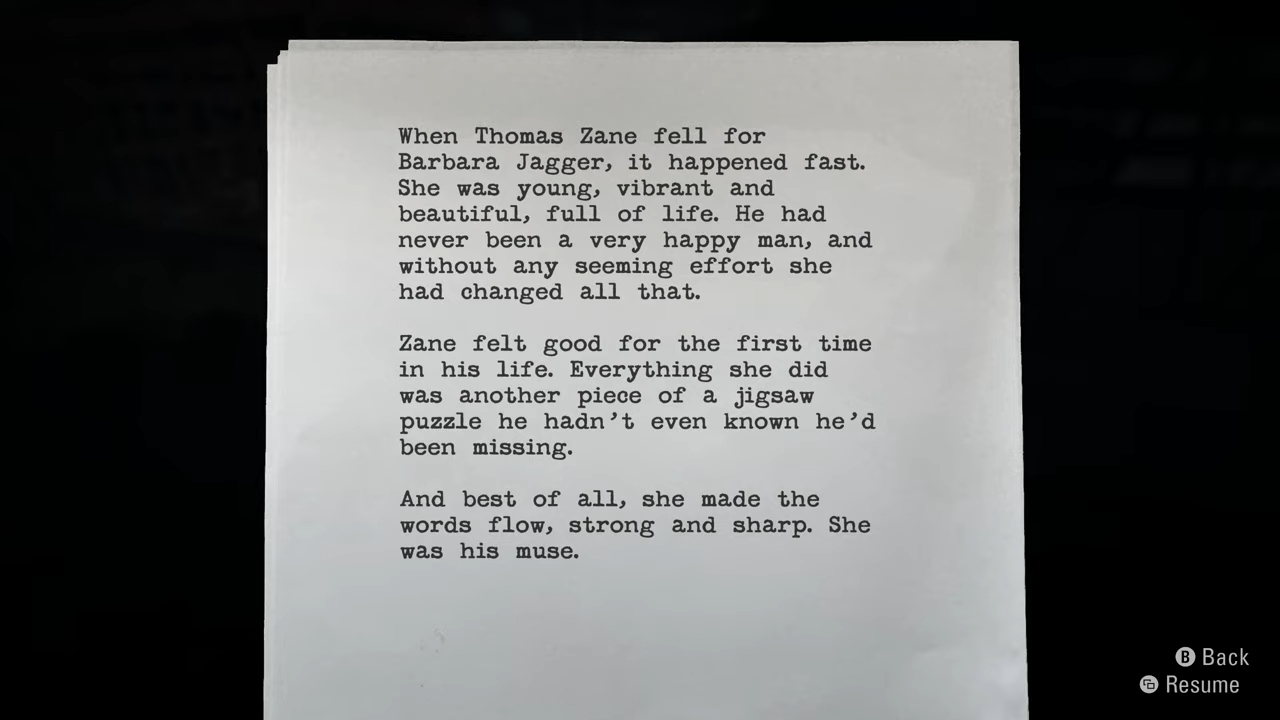 When Thomas Zane fell for
Barbara Jagger, it happened fast.
She was young, vibrant and
beautiful, full of life. He had
never been a very happy man, and
without any seeming effort she
had changed all that.
Zane felt good for the first time
in his life. Everything she did
was another piece of a jigsaw
puzzle he hadn't even known he'd
been missing.
And best of all, she made the
words flow, strong and sharp. She
was his muse.
B Back
Resume